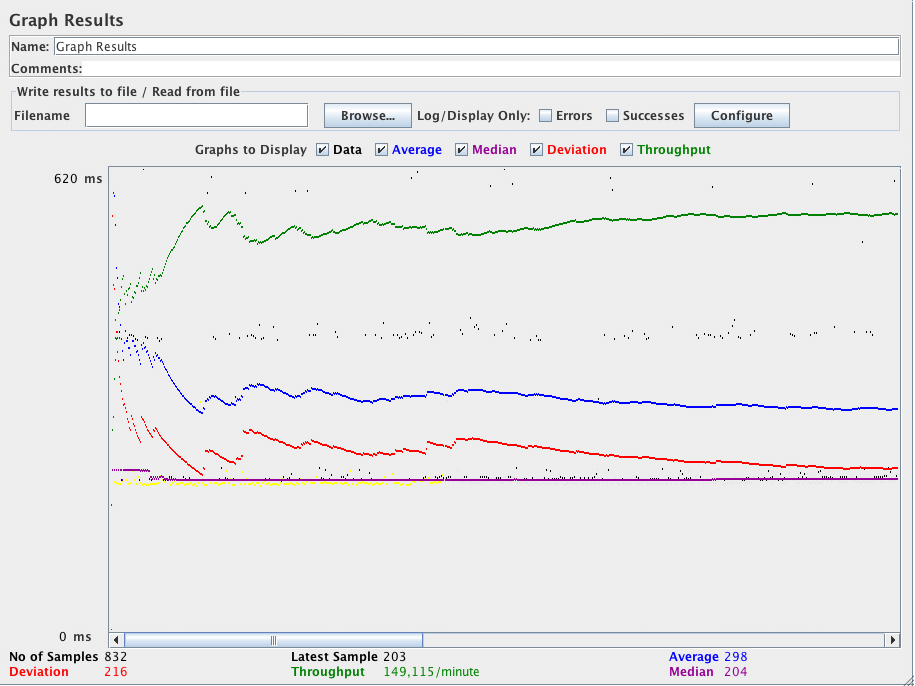 Graph Results
Name: Graph Results
Comments:
Write results to file / Read from file
Filename Browse... Log/Display Only: Errors Successes Configure
Graphs to Display Data Average Median Deviation Throughput
620 ms
0 ms
No of Samples 832 Latest Sample 203 Average 298
Deviation 216 Throughput 149,115/minute Median 204